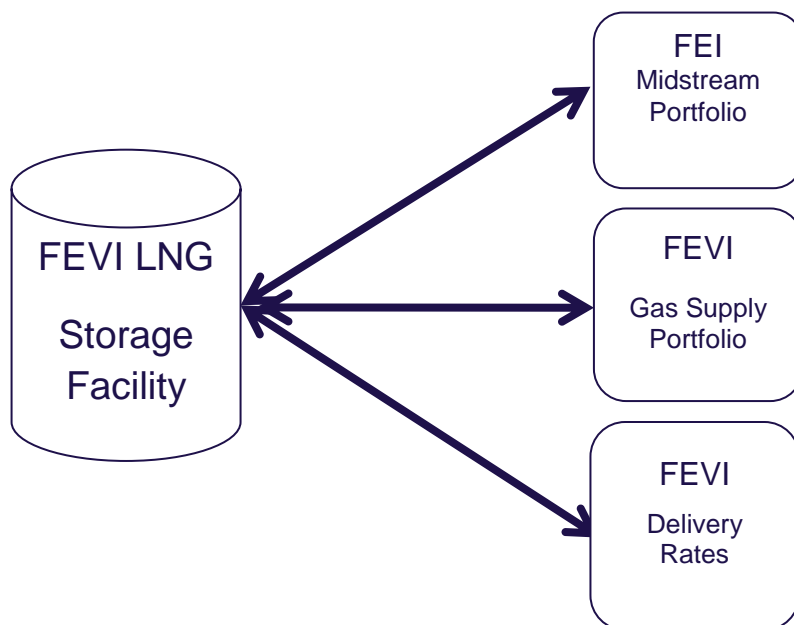 FEVI LNG
Storage
Facility
FEI
Midstream
Portfolio
FEVI
Gas Supply
Portfolio
FEVI
Delivery
Rates